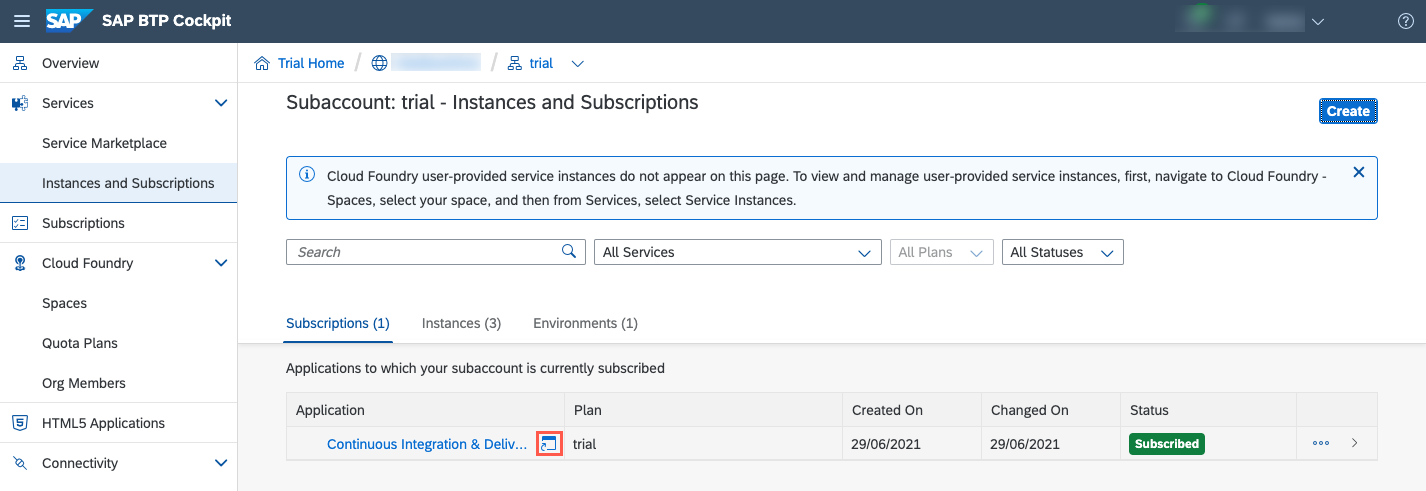 SAP SAP BTP Cockpit
Overview
Services
Service Marketplace
Instances and Subscriptions
Subscriptions
Cloud Foundry
Spaces
Quota Plans
Org Members
HTML5 Applications
Connectivity
Trial Home / / trial
Subaccount: trial - Instances and Subscriptions
Create
Cloud Foundry user-provided service instances do not appear on this page. To view and manage user-provided service instances, first, navigate to Cloud Foundry -
Spaces, select your space, and then from Services, select Service Instances.
Search All Services All Plans All Statuses
Subscriptions (1) Instances (3) Environments (1)
Applications to which your subaccount is currently subscribed
Application Plan Created On Changed On Status
Continuous Integration & Deliv... trial 29/06/2021 29/06/2021 Subscribed